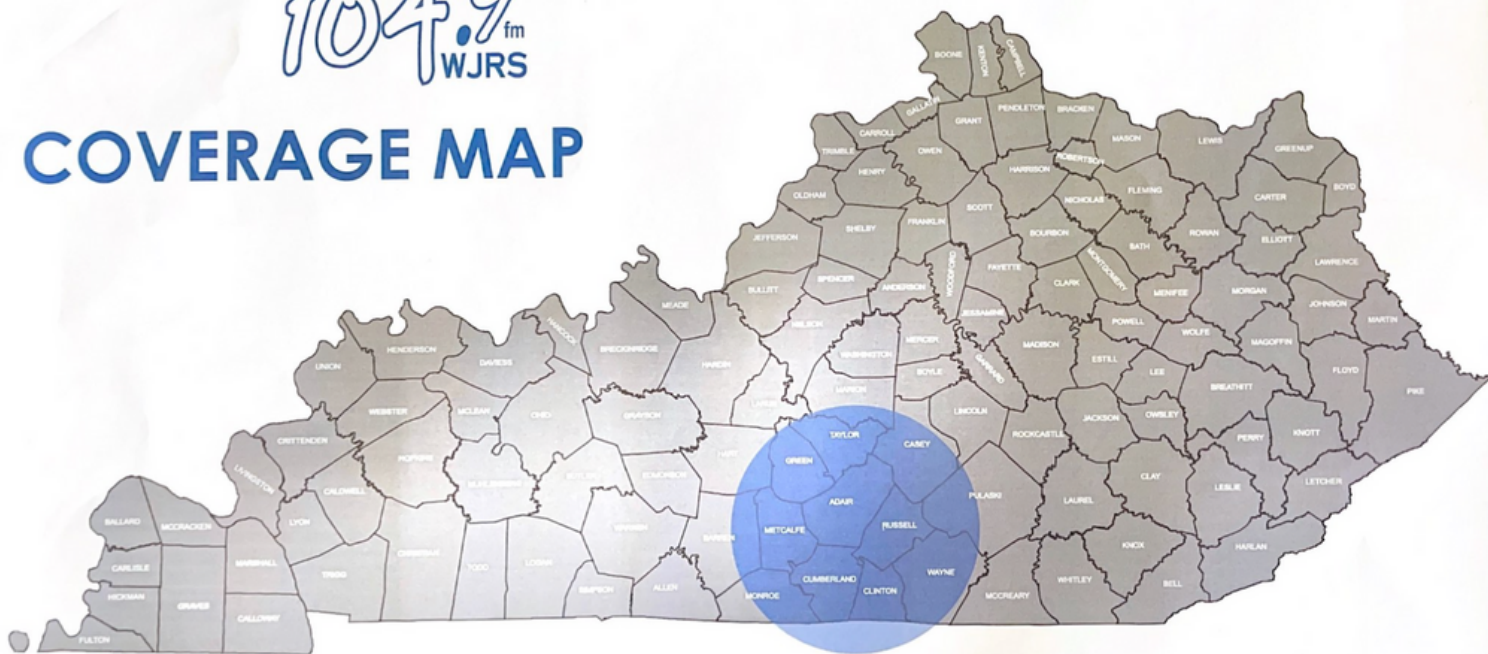 104.9 fm
WJRS
COVERAGE MAP
BOONE
KENTON
CAMPBELL
GALLATIN
GRANT
PENDLETON
BRACKEN
CARROLL
TRIMBLE
OWEN
HENRY
HARRISON
ROBERTSON
MASON
LEWIS
GREENUP
BOYD
CARTER
OLDHAM
NICHOLAS
FLEMING
SCOTT
FRANKLIN
SHELBY
JEFFERSON
BOURBON
BATH
ROWAN
ELLIOTT
LAWRENCE
BULLITT
SPENCER
ANDERSON
WOODFORD
FAYETTE
CLARK
MONTGOMERY
MENIFEE
MORGAN
JOHNSON
MARTIN
MEADE
NELSON
JESSAMINE
POWELL
WOLFE
MAGOFFIN
HANCOCK
BRECKINRIDGE
HARDIN
WASHINGTON
MERCER
GARRARD
MADISON
ESTILL
LEE
BREATHITT
FLOYD
PIKE
UNION
HENDERSON
DAVIESS
LARUE
MARION
BOYLE
LINCOLN
ROCKCASTLE
JACKSON
OWSLEY
PERRY
KNOTT
WEBSTER
MCLEAN
OHIO
GRAYSON
CRITTENDEN
HOPKINS
HART
GREEN
TAYLOR
CASEY
PULASKI
LAUREL
CLAY
LESLIE
LETCHER
LIVINGSTON
CALDWELL
MUHLENBERG
BUTLER
EDMONSON
ADAIR
RUSSELL
METCALFE
BARREN
WARREN
BALLARD
MCCRACKEN
LYON
KNOX
HARLAN
CARLISLE
MARSHALL
TRIGG
CHRISTIAN
TODD
LOGAN
SIMPSON
ALLEN
MONROE
CUMBERLAND
CLINTON
WAYNE
MCCREARY
WHITLEY
BELL
HICKMAN
GRAVES
CALLOWAY
FULTON